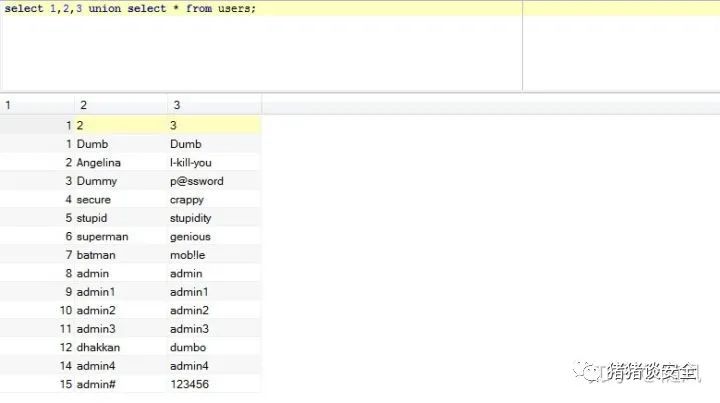 select 1,2,3 union select * from users;
1 2 3
1 2 3
1 Dumb Dumb
2 Angelina I-kill-you
3 Dummy p@ssword
4 secure crappy
5 stupid stupidity
6 superman genious
7 batman mob!le
8 admin admin
9 admin1 admin1
10 admin2 admin2
11 admin3 admin3
12 dhakkan dumbo
14 admin4 admin4
15 admin# 123456
猪猪谈安全